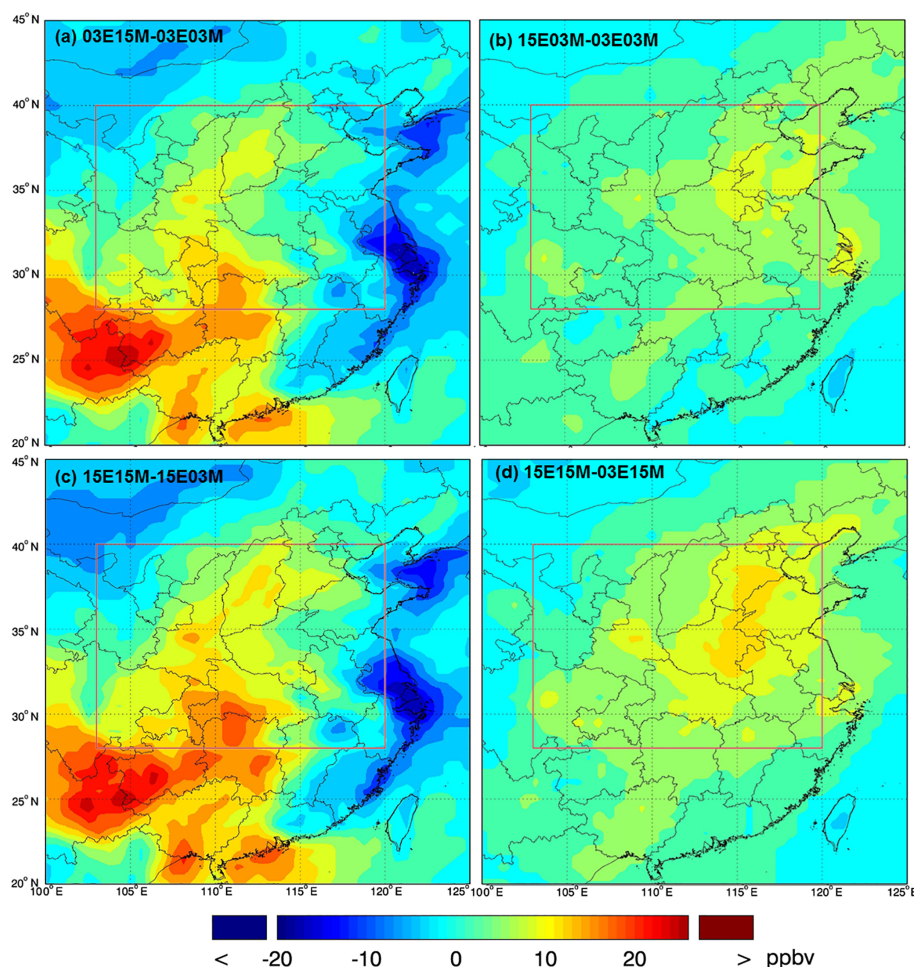 45° N
(a) 03E15M-03E03M
(b) 15E03M-03E03M
40° N
35° N
30° N
25° N
20° N
45° N
(c) 15E15M-15E03M
(d) 15E15M-03E15M
40° N
35° N
30° N
25° N
20° N
100° E 105° E 110° E 115° E 120° E 125° E
105° E 110° E 115° E 120° E 125° E
< -20 -10 0 10 20 > ppbv